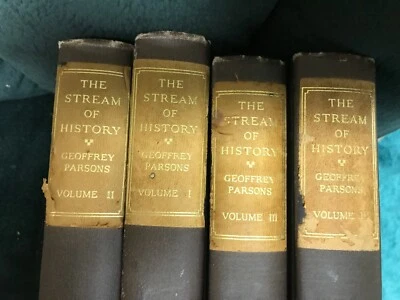 THE
STREAM
OF
HISTORY
GEOFFREY
PARSONS
VOLUME II
THE
STREAM
OF
HISTORY
GEOFFREY
PARSONS
VOLUME I
THE
STREAM
OF
HISTORY
GEOFFREY
PARSONS
VOLUME III
THE
STREAM
OF
HISTORY
GEOFFREY
PARSONS
VOLUME